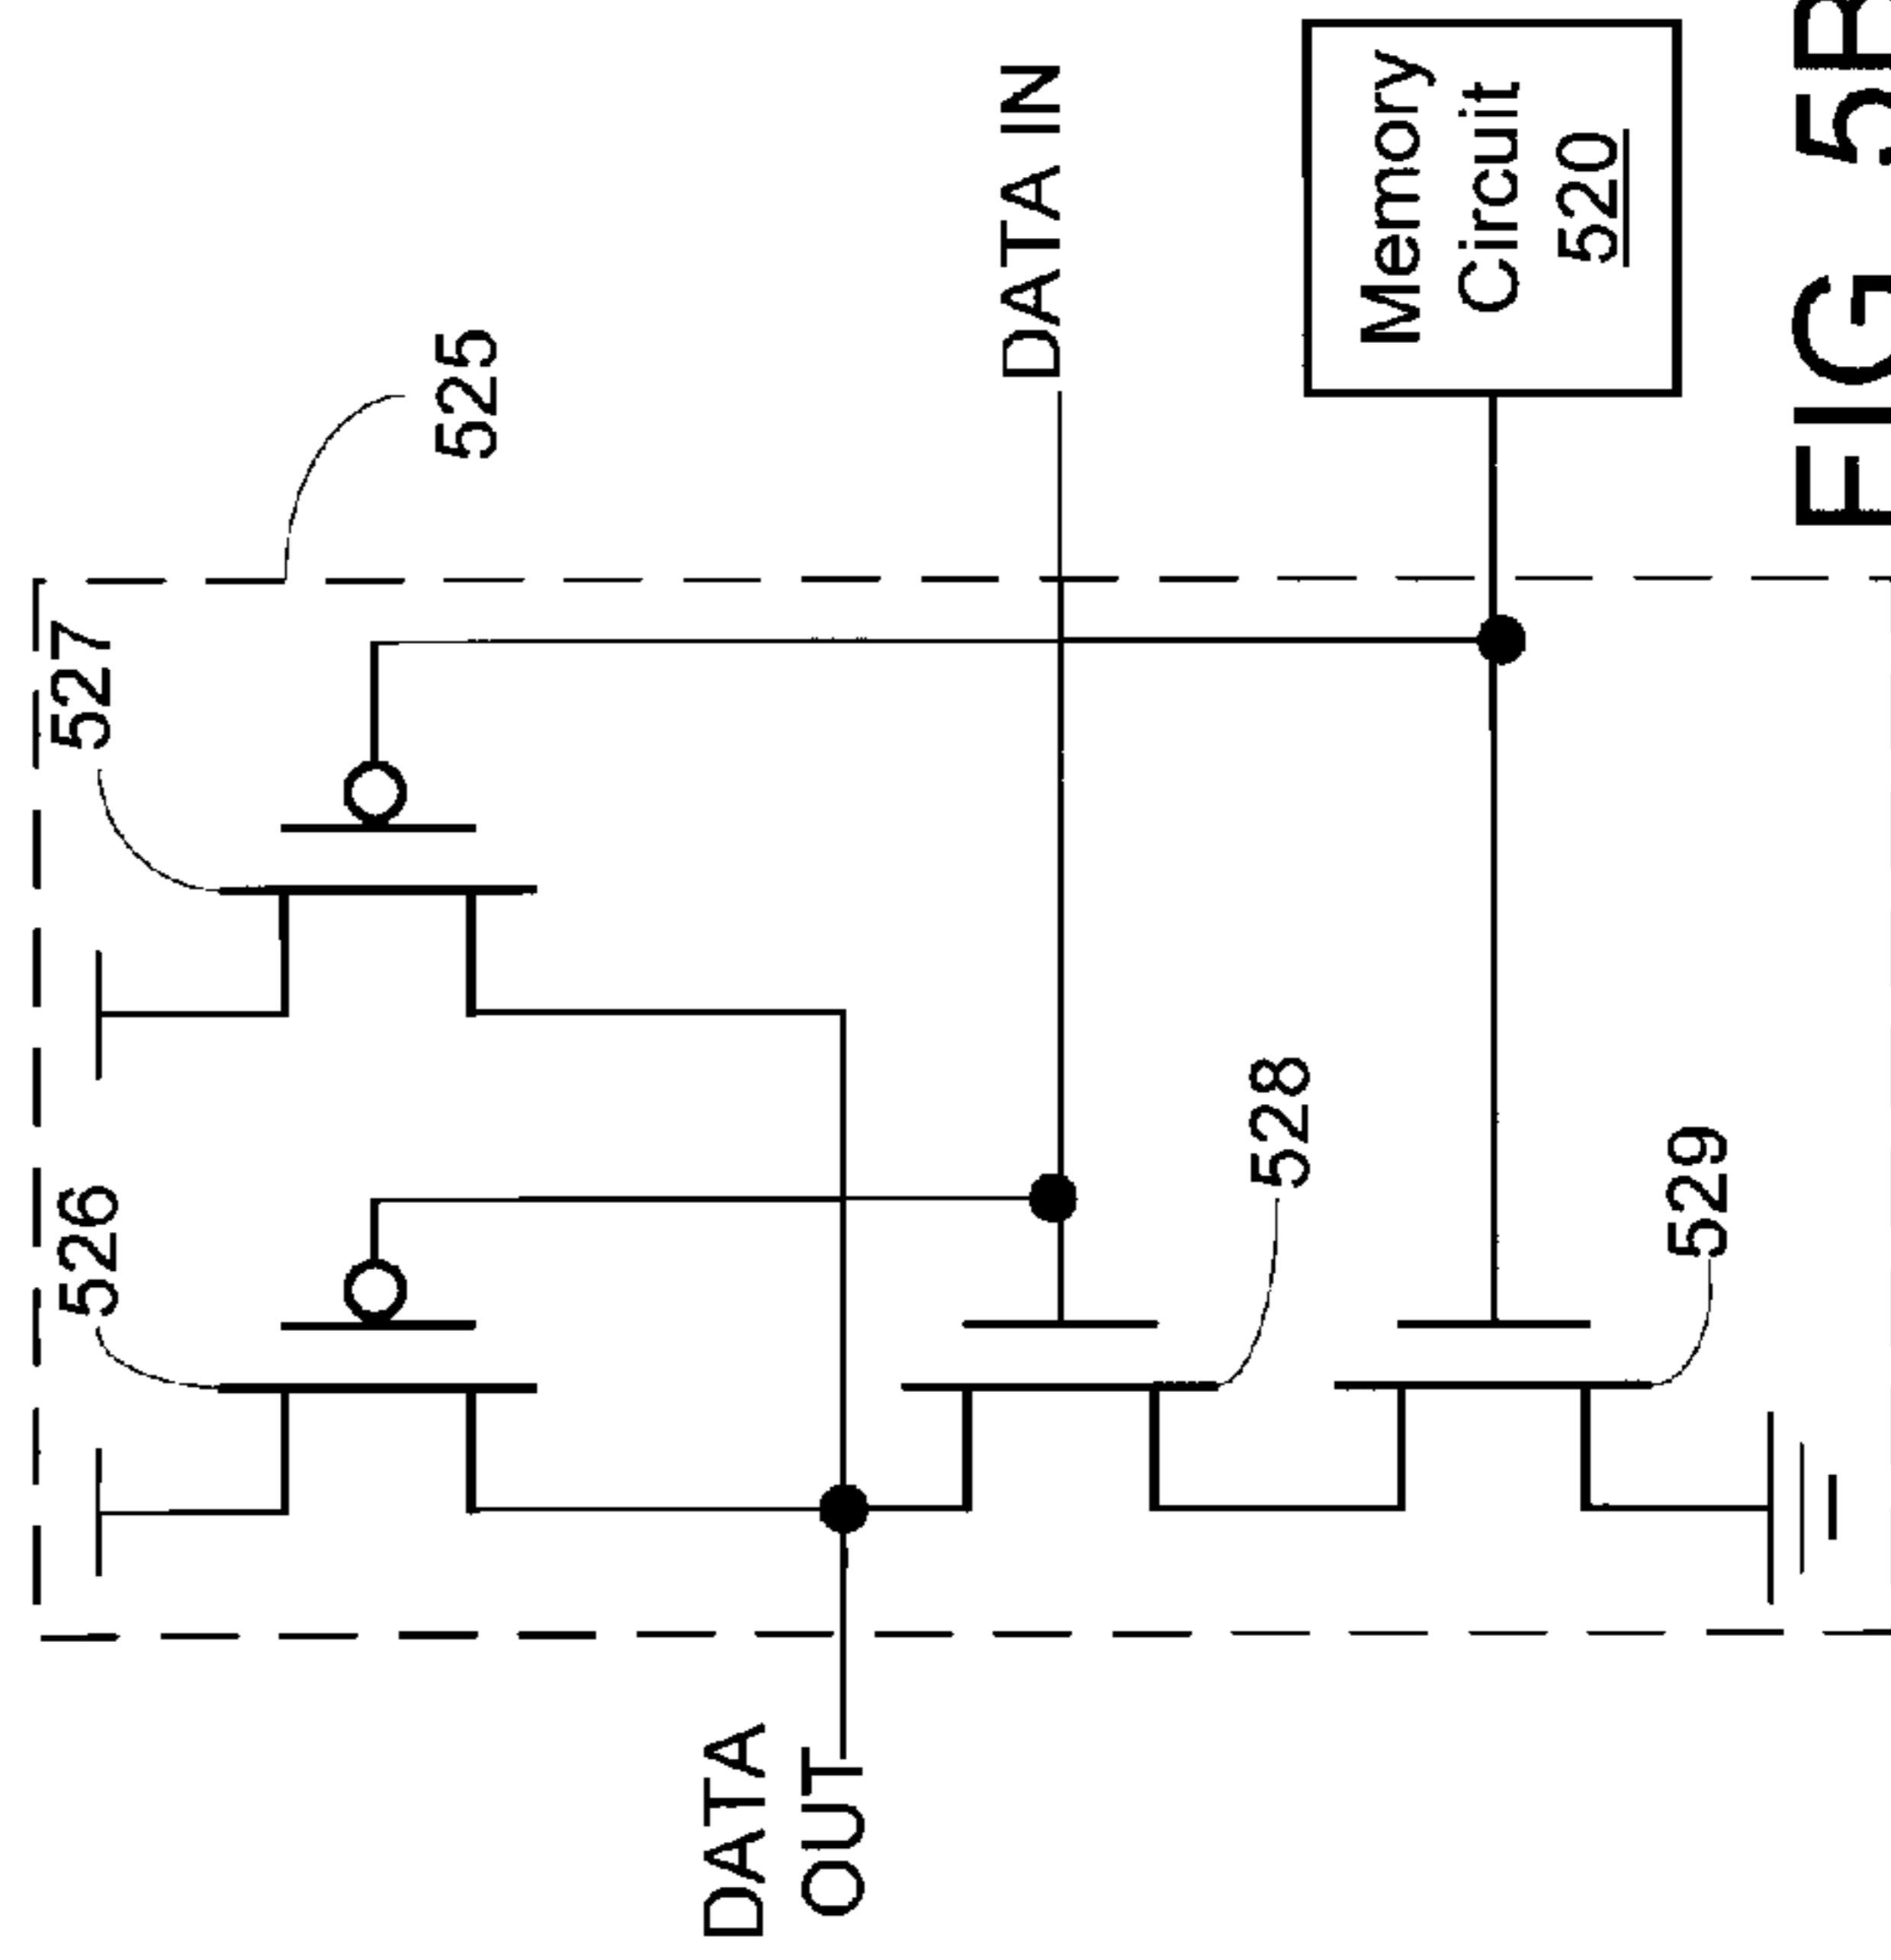 525
527
526
DATA IN
Memory
Circuit
520
528
529
DATA
OUT
FIG 5B